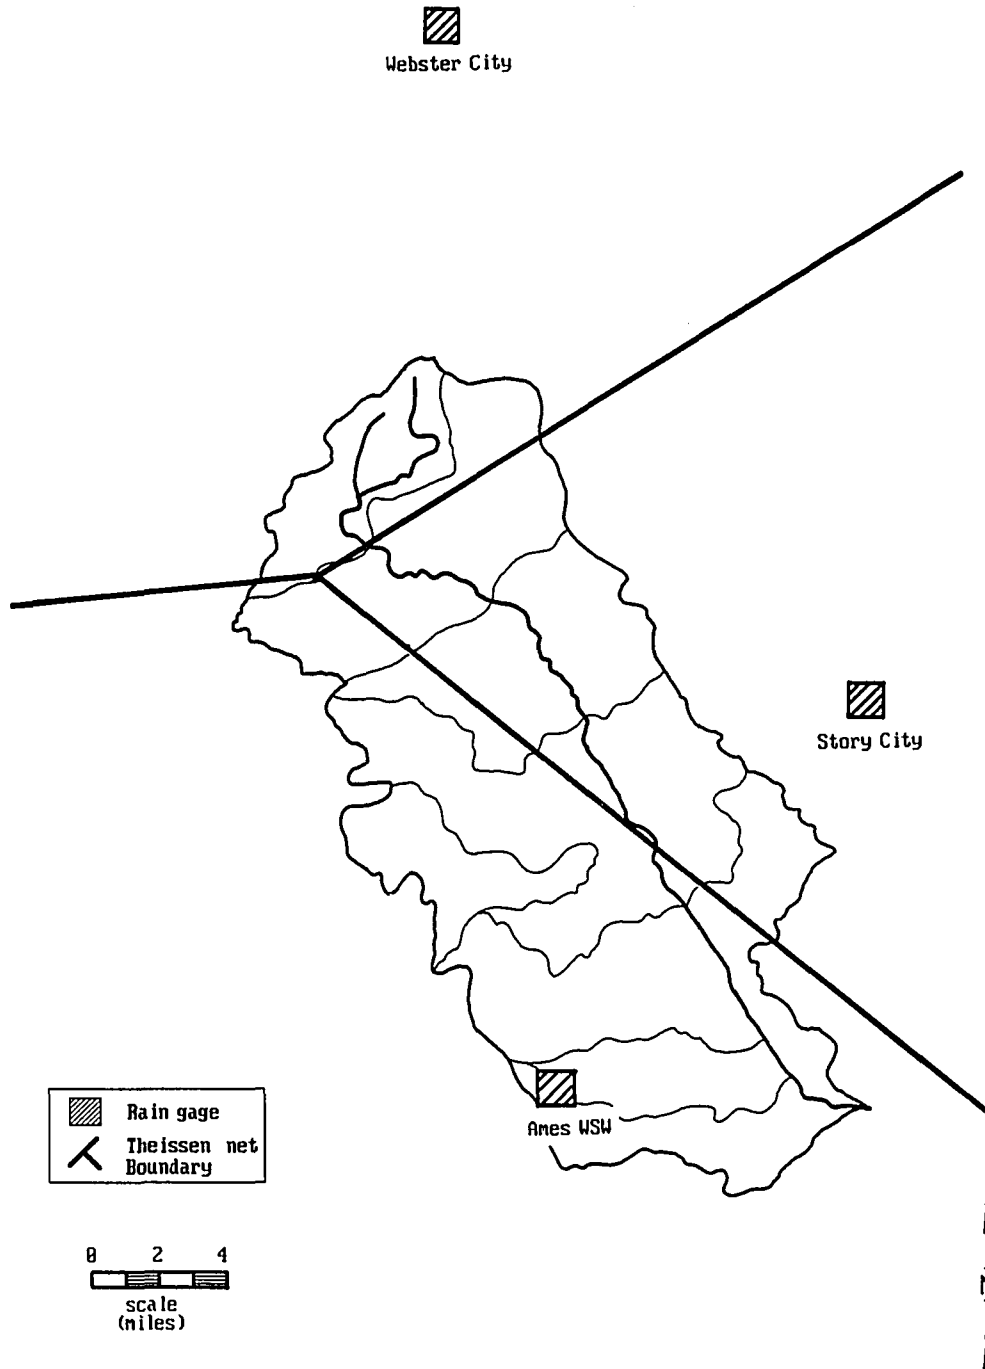 Webster City
Story City
Ames WSW
Rain gage
Theissen net
Boundary
0 2 4
scale
(miles)